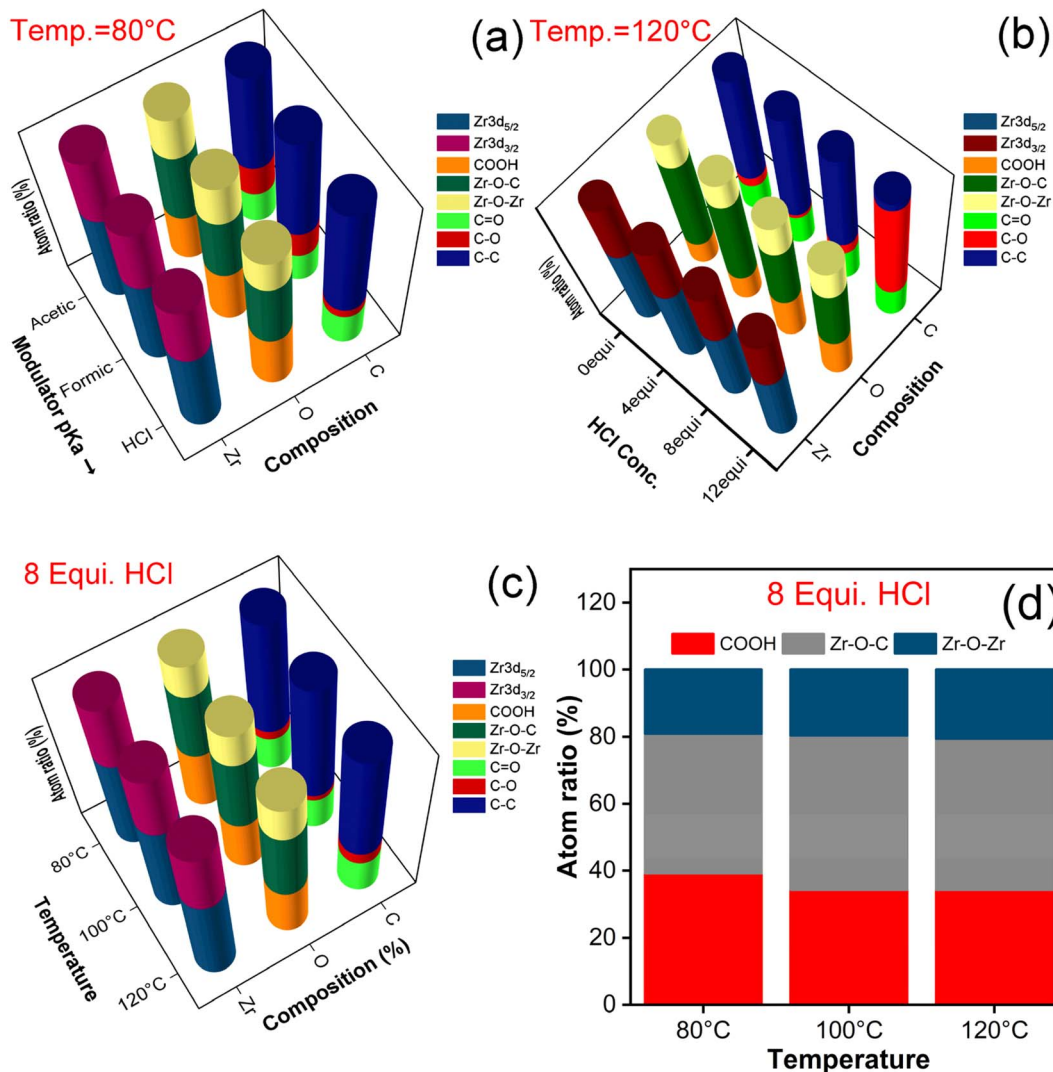 Temp.=80°C
(a)
Atom ratio (%)
Acetic
Formic
HCl
Modulator pKa →
Zr
O
C
Composition
Zr3d5/2
Zr3d3/2
COOH
Zr-O-C
Zr-O-Zr
C=O
C-O
C-C
Temp.=120°C
(b)
Atom ratio (%)
0equi
4equi
8equi
12equi
HCl Conc.
Zr
O
C
Composition
Zr3d5/2
Zr3d3/2
COOH
Zr-O-C
Zr-O-Zr
C=O
C-O
C-C
8 Equi. HCl
(c)
Atom ratio (%)
80°C
100°C
120°C
Temperature
Zr
O
C
Composition (%)
Zr3d5/2
Zr3d3/2
COOH
Zr-O-C
Zr-O-Zr
C=O
C-O
C-C
8 Equi. HCl
(d)
COOH Zr-O-C Zr-O-Zr
Atom ratio (%)
120
100
80
60
40
20
0
80°C 100°C 120°C
Temperature